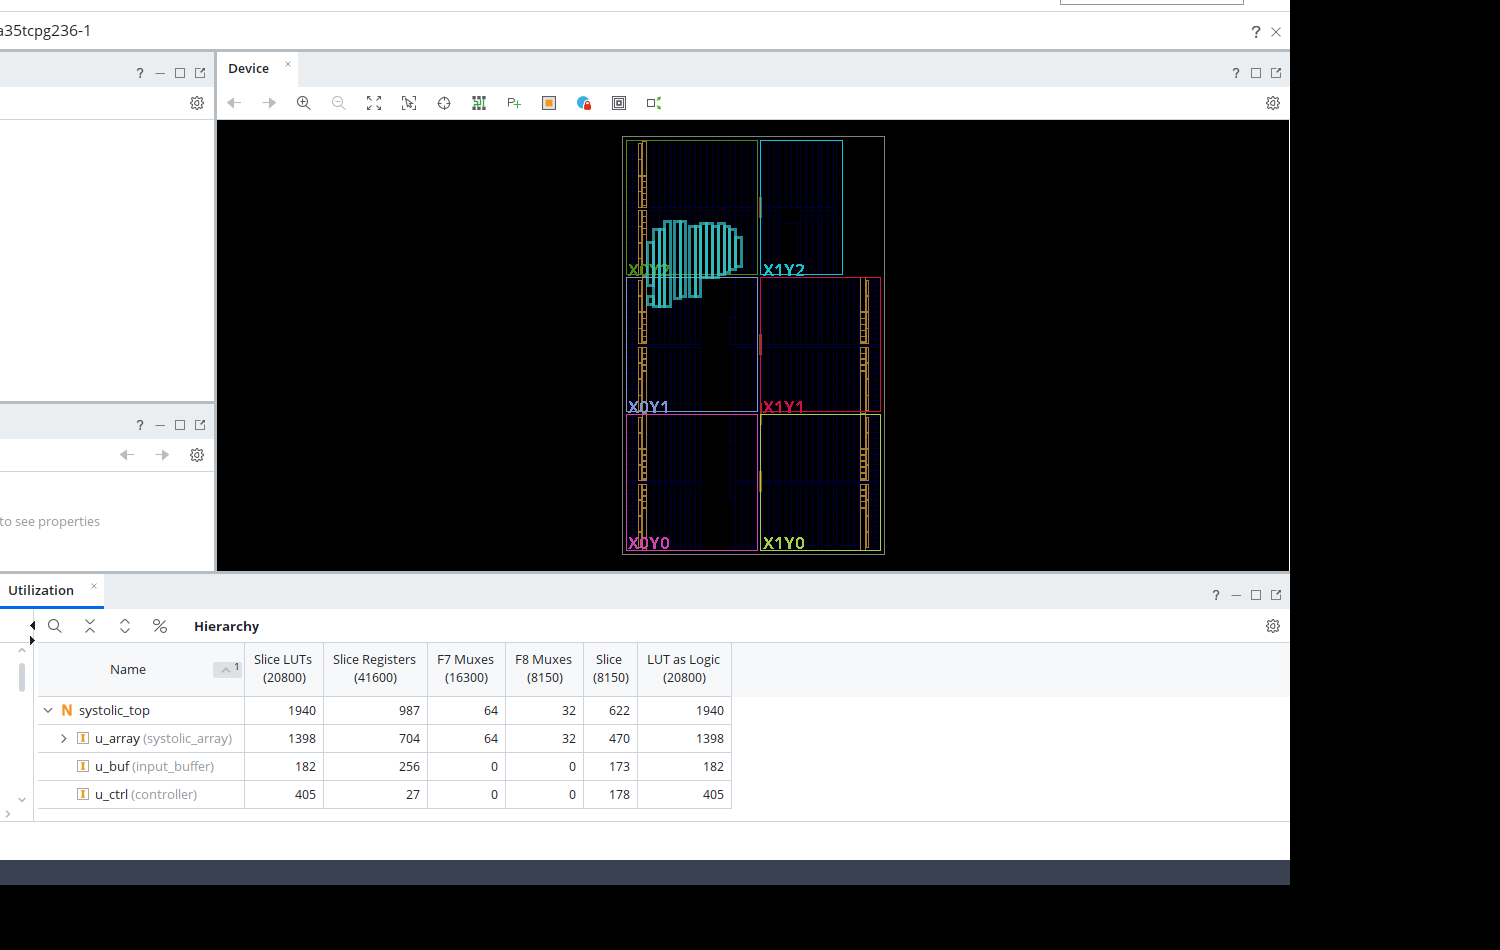 a35tcpg236-1
Device
X0Y2
X1Y2
X0Y1
X1Y1
X0Y0
X1Y0
to see properties
Utilization
Hierarchy
Name 1 Slice LUTs (20800) Slice Registers (41600) F7 Muxes (16300) F8 Muxes (8150) Slice (8150) LUT as Logic (20800)
systolic_top 1940 987 64 32 622 1940
u_array (systolic_array) 1398 704 64 32 470 1398
u_buf (input_buffer) 182 256 0 0 173 182
u_ctrl (controller) 405 27 0 0 178 405